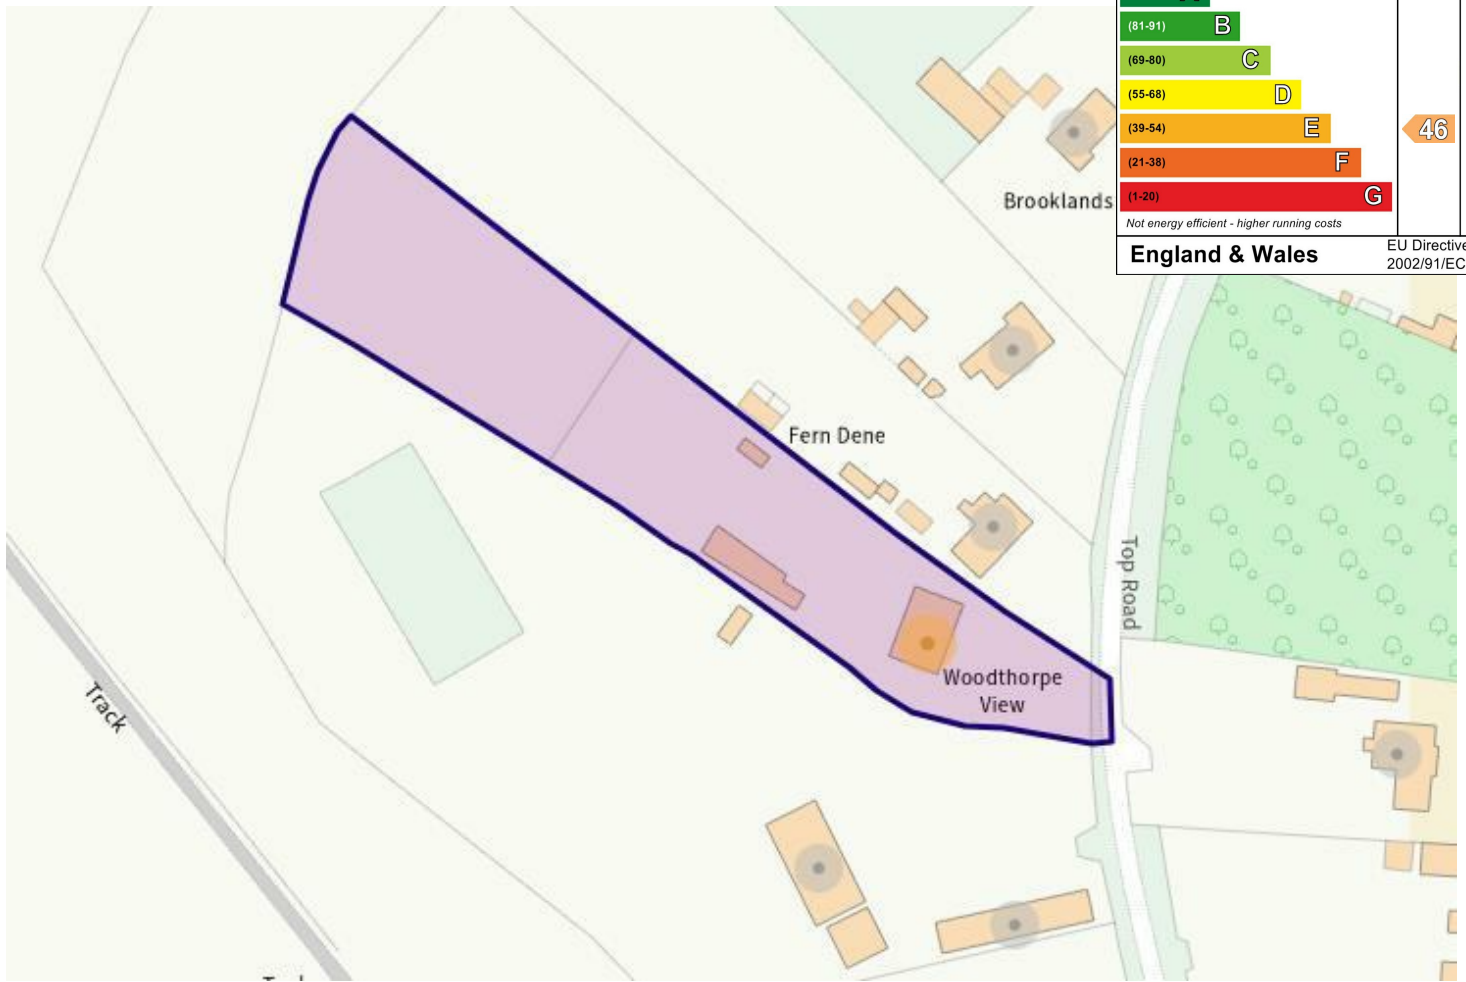 (81-91) B
(69-80) C
(55-68) D
(39-54) E
46
(21-38) F
(1-20) G
Not energy efficient - higher running costs
England & Wales
EU Directive
2002/91/EC
Brooklands
Fern Dene
Top Road
Woodthorpe
View
Track